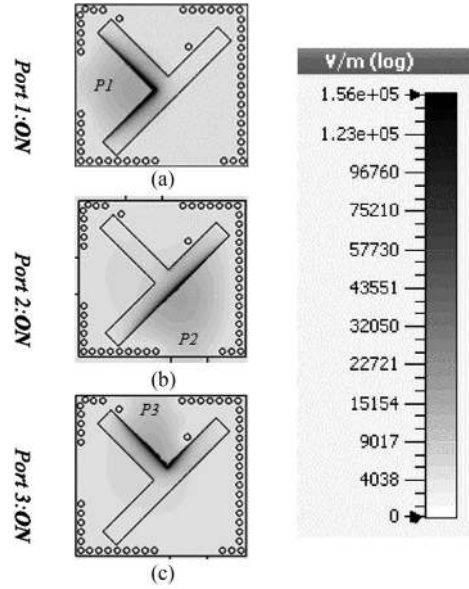 Port 1:ON
P1
(a)
Port 2:ON
P2
(b)
Port 3:ON
P3
(c)
V/m (log)
1.56e+05
1.23e+05
96760
75210
57730
43551
32050
22721
15154
9017
4038
0